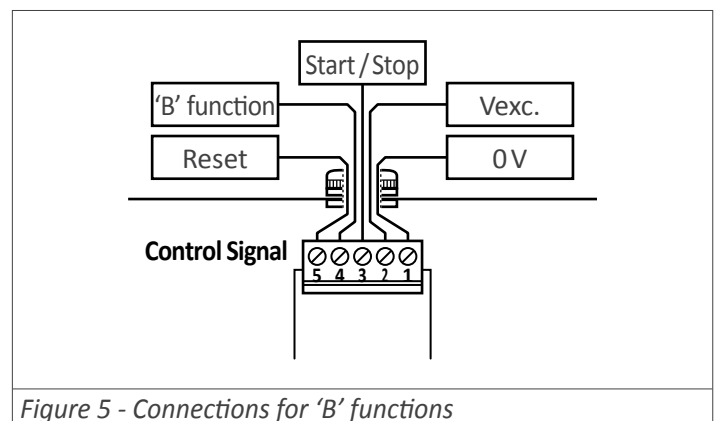 Start / Stop
‘B’ function
Vexc.
Reset
0 V
Control Signal
5 4 3 2 1
Figure 5 - Connections for ‘B’ functions